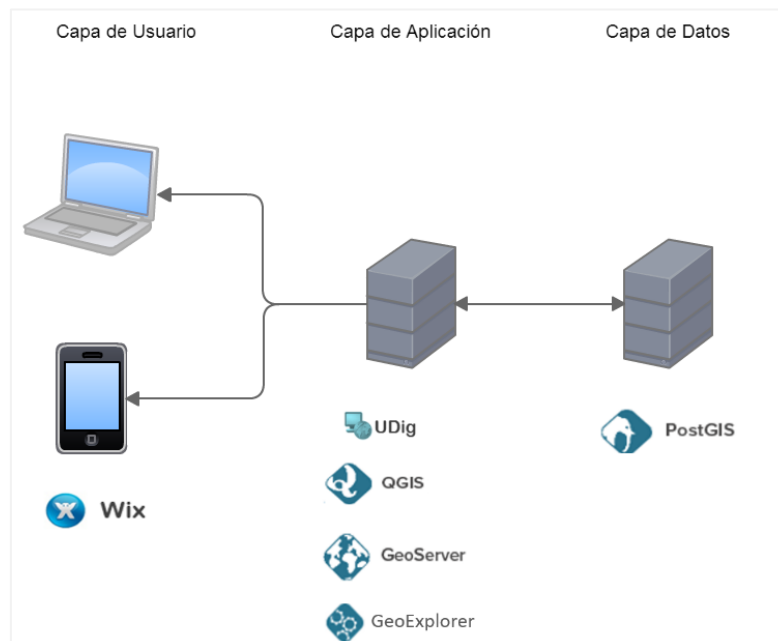 Capa de Usuario
Capa de Aplicación
Capa de Datos
UDig
PostGIS
QGIS
Wix
GeoServer
GeoExplorer